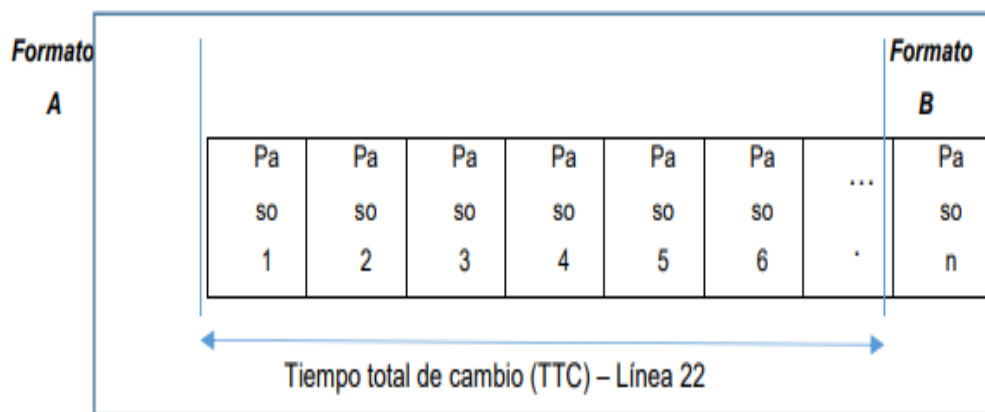 Formato
A
Formato
B
Pa Pa Pa Pa Pa Pa ... Pa
so so so so so so so
1 2 3 4 5 6 . n
Tiempo total de cambio (TTC) – Línea 22